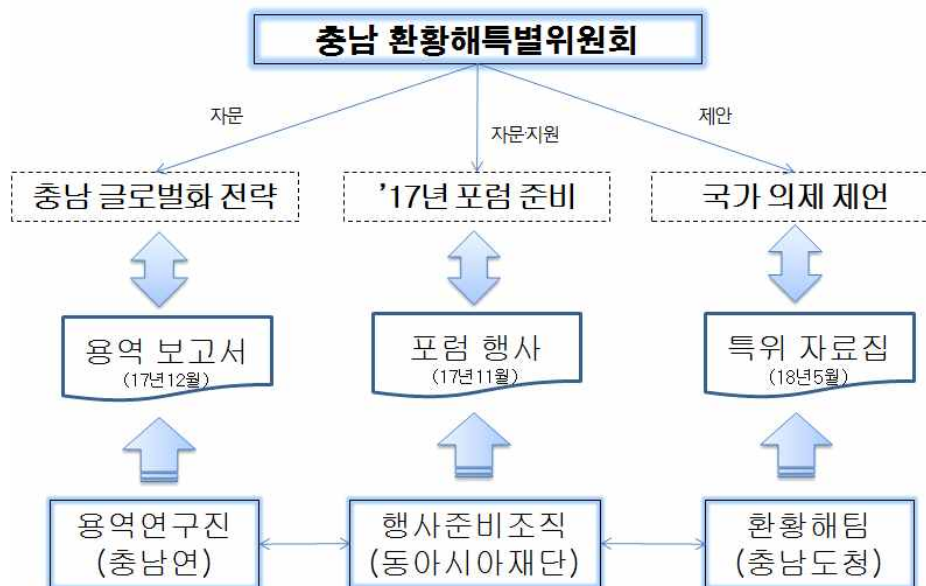 충남 환황해특별위원회
자문
자문·지원
제안
충남 글로벌화 전략
’17년 포럼 준비
국가 의제 제언
용역 보고서
(17년12월)
포럼 행사
(17년11월)
특위 자료집
(18년5월)
용역연구진
(충남연)
행사준비조직
(동아시아재단)
환황해팀
(충남도청)